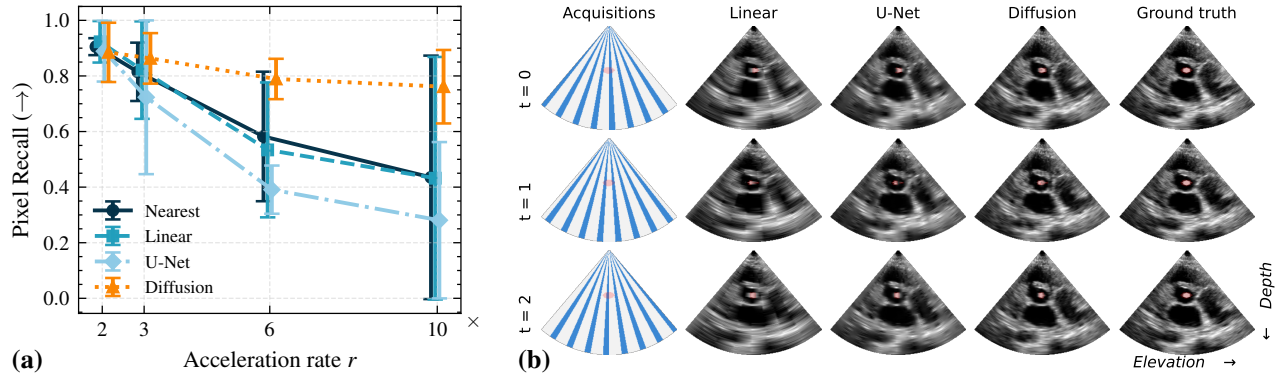 Pixel Recall (→)
1.0
0.8
0.6
0.4
0.2
0.0
Nearest
Linear
U-Net
Diffusion
2 3 6 10 ×
(a) Acceleration rate r
Acquisitions Linear U-Net Diffusion Ground truth
t = 0
t = 1
t = 2
← Depth
(b) Elevation →